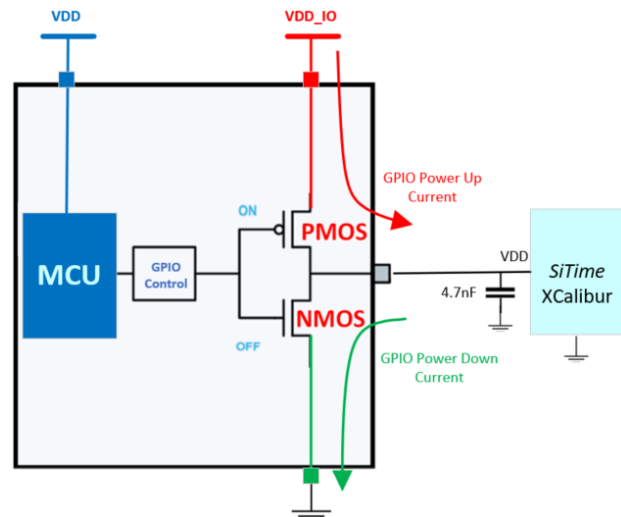 VDD
VDD_IO
GPIO Power Up
Current
ON
PMOS
MCU
GPIO
Control
VDD
SiTime
XCalibur
4.7nF
NMOS
OFF
GPIO Power Down
Current